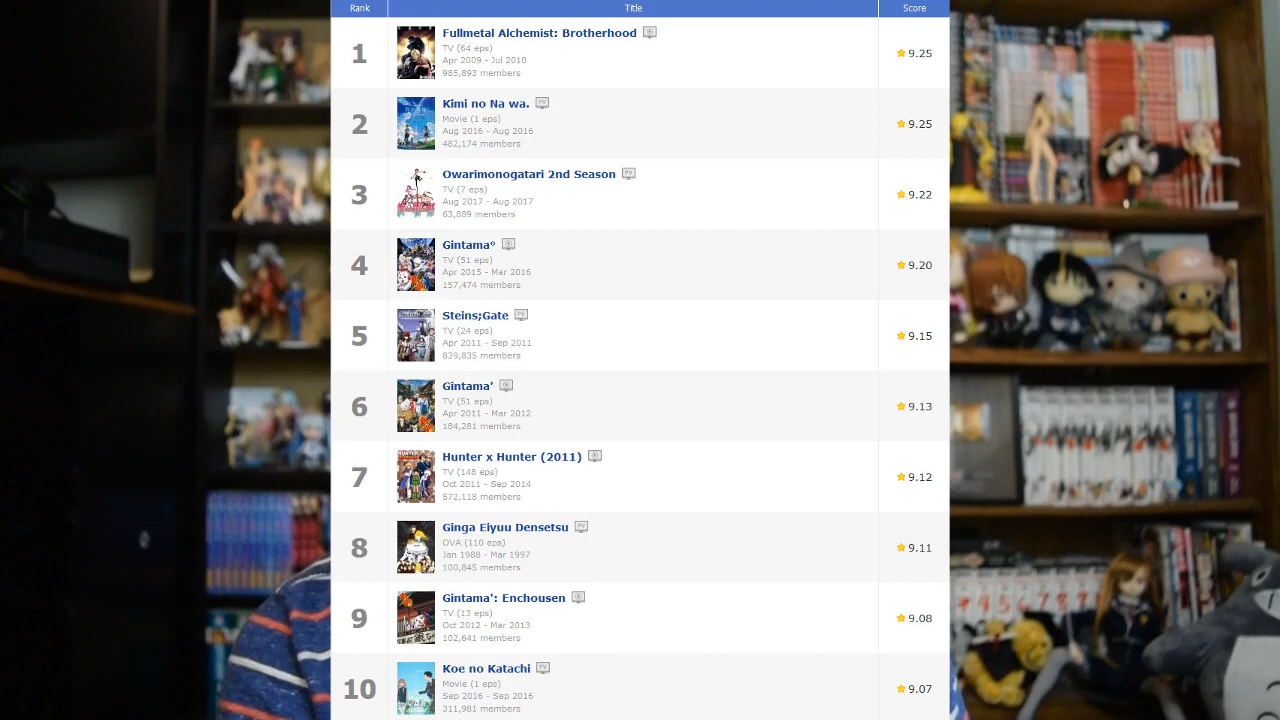 Rank Title Score
1
Fullmetal Alchemist: Brotherhood
TV (64 eps)
Apr 2009 - Jul 2010
985,893 members
9.25
2
Kimi no Na wa.
Movie (1 eps)
Aug 2016 - Aug 2016
482,174 members
9.25
3
Owarimonogatari 2nd Season
TV (7 eps)
Aug 2017 - Aug 2017
63,889 members
9.22
4
Gintama°
TV (51 eps)
Apr 2015 - Mar 2016
157,474 members
9.20
5
Steins;Gate
TV (24 eps)
Apr 2011 - Sep 2011
839,835 members
9.15
6
Gintama'
TV (51 eps)
Apr 2011 - Mar 2012
184,281 members
9.13
7
Hunter x Hunter (2011)
TV (148 eps)
Oct 2011 - Sep 2014
572,118 members
9.12
8
Ginga Eiyuu Densetsu
OVA (110 eps)
Jan 1988 - Mar 1997
100,845 members
9.11
9
Gintama': Enchousen
TV (13 eps)
Oct 2012 - Mar 2013
102,641 members
9.08
10
Koe no Katachi
Movie (1 eps)
Sep 2016 - Sep 2016
311,981 members
9.07